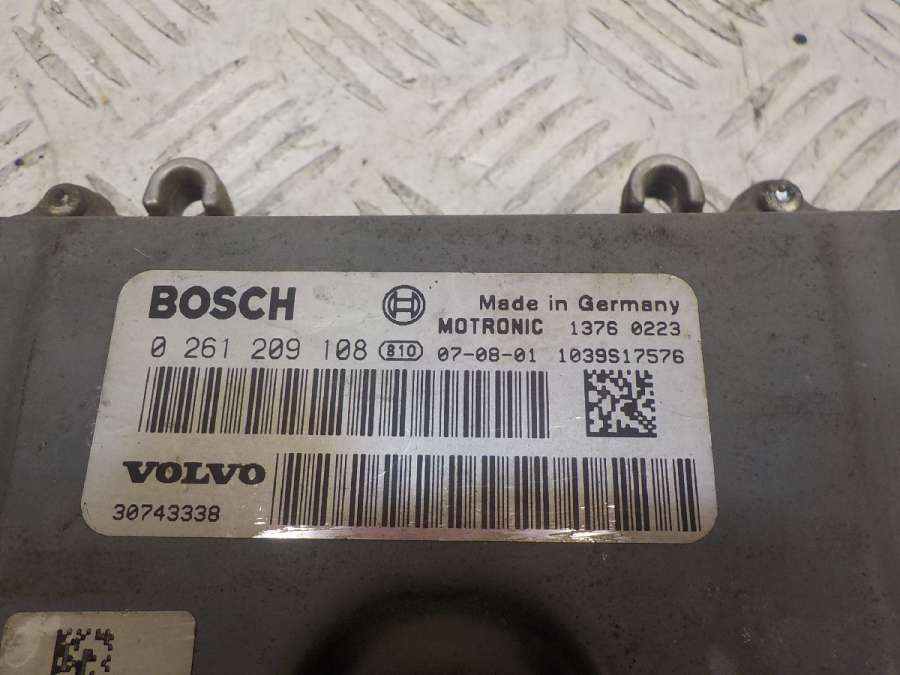 BOSCH Made in Germany
MOTRONIC 1376 0223
0 261 209 108 810 07-08-01 1039S17576
VOLVO
30743338